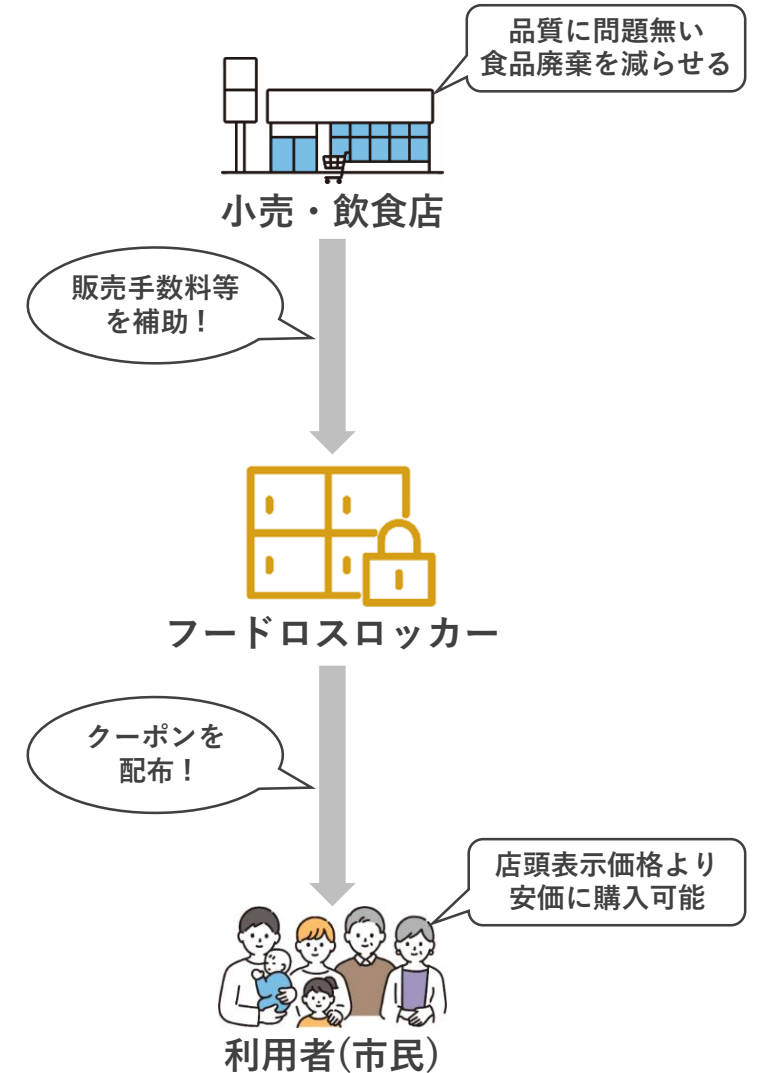 品質に問題無い
食品廃棄を減らせる
小売・飲食店
販売手数料等
を補助！
フードロスロッカー
クーポンを
配布！
店頭表示価格より
安価に購入可能
利用者(市民)